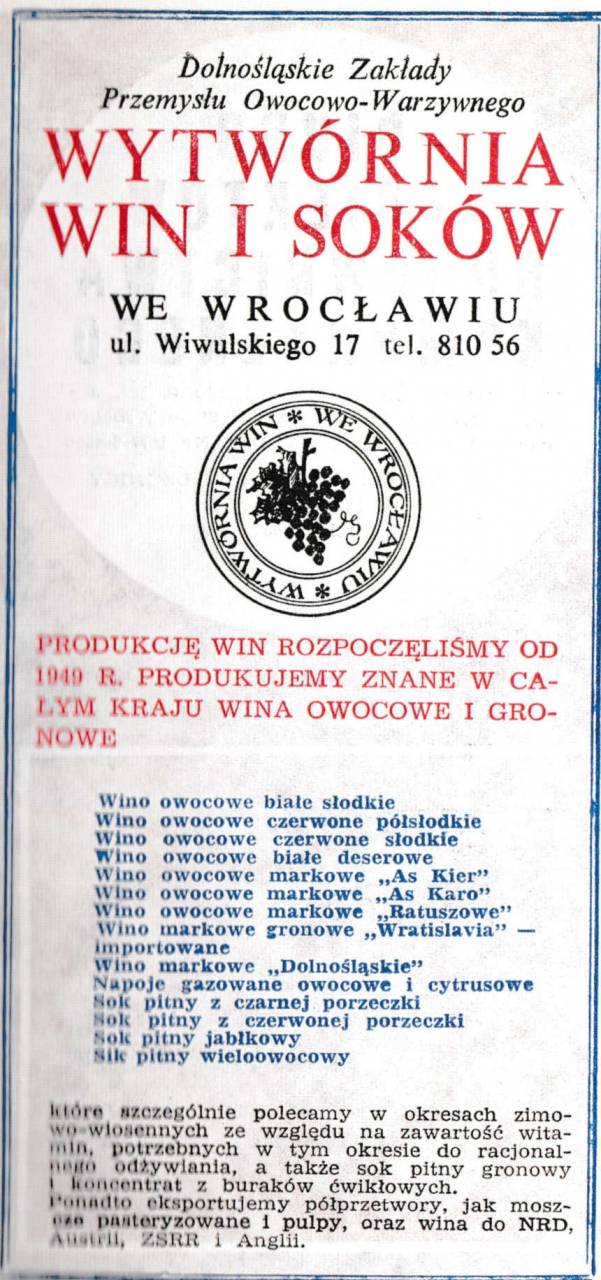 Dolnośląskie Zakłady
Przemysłu Owocowo-Warzywnego
WYTWÓRNIA
WIN I SOKÓW
WE WROCŁAWIU
ul. Wiwulskiego 17 tel. 810 56
WYTWÓRNIA WIN * WE WROCŁAWIU *
PRODUKCJĘ WIN ROZPOCZĘLIŚMY OD
1949 R. PRODUKUJEMY ZNANE W CA-
ŁYM KRAJU WINA OWOCOWE I GRO-
NOWE
Wino owocowe białe słodkie
Wino owocowe czerwone półsłodkie
Wino owocowe czerwone słodkie
Wino owocowe białe deserowe
Wino owocowe markowe „As Kier”
Wino owocowe markowe „As Karo”
Wino owocowe markowe „Ratuszowe”
Wino markowe gronowe „Wratislavia” —
importowane
Wino markowe „Dolnośląskie”
Napoje gazowane owocowe i cytrusowe
Sok pitny z czarnej porzeczki
Sok pitny z czerwonej porzeczki
Sok pitny jabłkowy
Sik pitny wieloowocowy
które szczególnie polecamy w okresach zimo-
wo-wiosennych ze względu na zawartość wita-
min, potrzebnych w tym okresie do racjonal-
nego odżywiania, a także sok pitny gronowy
i koncentrat z buraków ćwikłowych.
Ponadto eksportujemy półprzetwory, jak mosz-
cze pasteryzowane i pulpy, oraz wina do NRD,
Austrii, ZSRR i Anglii.